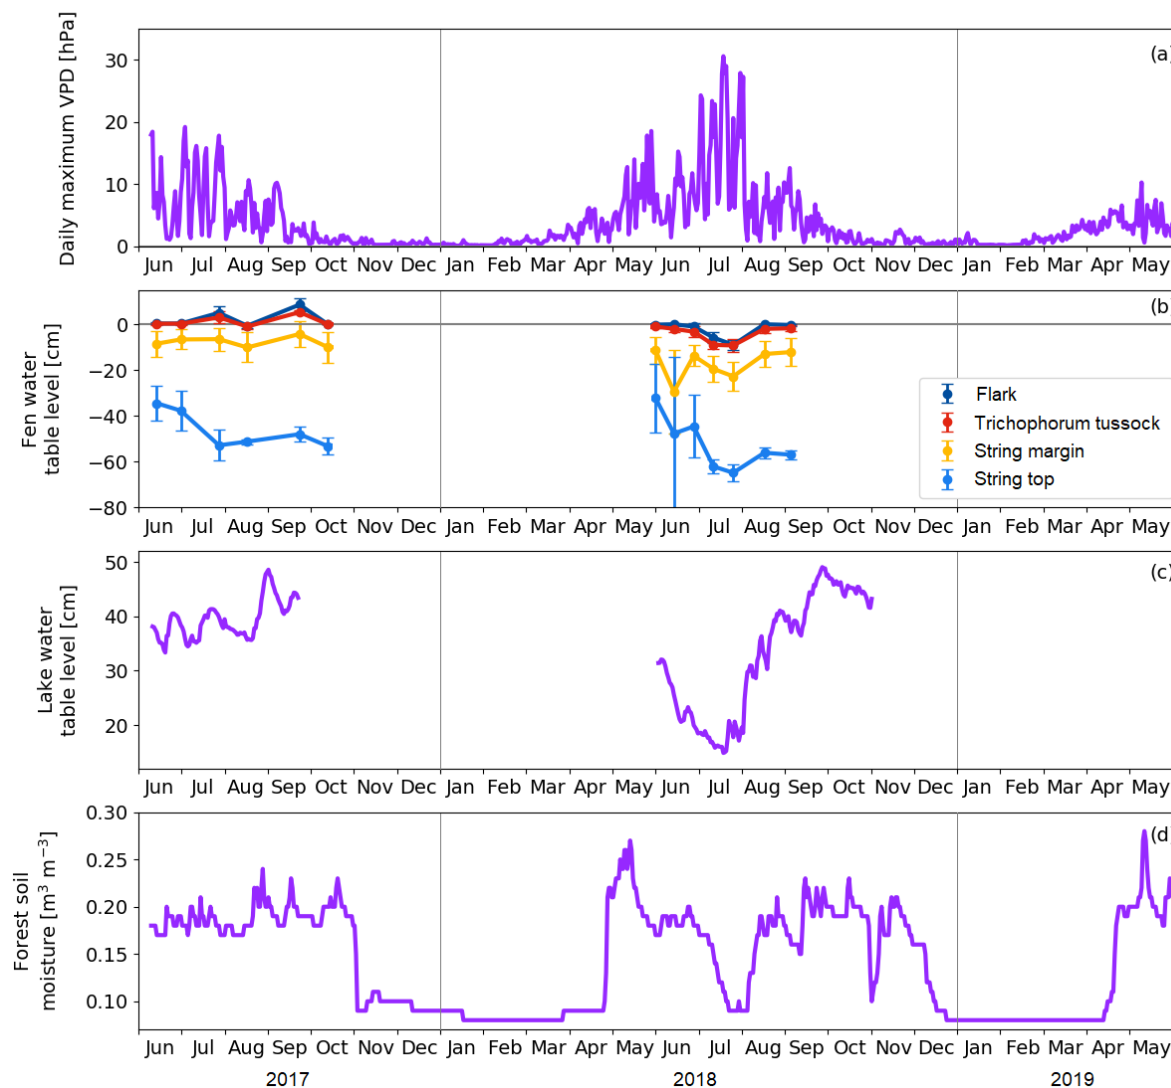 Daily maximum VPD [hPa]
30
20
10
0
(a)
Jun Jul Aug Sep Oct Nov Dec Jan Feb Mar Apr May Jun Jul Aug Sep Oct Nov Dec Jan Feb Mar Apr May
Fen water
table level [cm]
0
−20
−40
−60
−80
(b)
Flark
Trichophorum tussock
String margin
String top
Jun Jul Aug Sep Oct Nov Dec Jan Feb Mar Apr May Jun Jul Aug Sep Oct Nov Dec Jan Feb Mar Apr May
Lake water
table level [cm]
50
40
30
20
(c)
Jun Jul Aug Sep Oct Nov Dec Jan Feb Mar Apr May Jun Jul Aug Sep Oct Nov Dec Jan Feb Mar Apr May
Forest soil
moisture [m³ m⁻³]
0.30
0.25
0.20
0.15
0.10
(d)
Jun Jul Aug Sep Oct Nov Dec Jan Feb Mar Apr May Jun Jul Aug Sep Oct Nov Dec Jan Feb Mar Apr May
2017 2018 2019